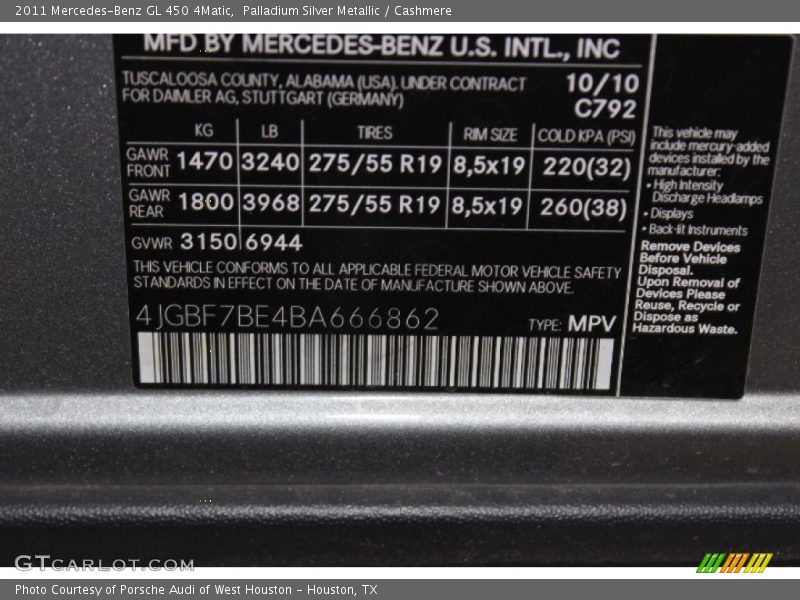 2011 Mercedes-Benz GL 450 4Matic, Palladium Silver Metallic / Cashmere
MFD BY MERCEDES-BENZ U.S. INTL., INC
TUSCALOOSA COUNTY, ALABAMA (USA). UNDER CONTRACT
FOR DAIMLER AG, STUTTGART (GERMANY)
10/10
C792
KG LB TIRES RIM SIZE COLD KPA (PSI)
GAWR FRONT 1470 3240 275/55 R19 8,5x19 220(32)
GAWR REAR 1800 3968 275/55 R19 8,5x19 260(38)
GVWR 3150 6944
THIS VEHICLE CONFORMS TO ALL APPLICABLE FEDERAL MOTOR VEHICLE SAFETY
STANDARDS IN EFFECT ON THE DATE OF MANUFACTURE SHOWN ABOVE.
4JGBF7BE4BA666862
TYPE: MPV
This vehicle may
include mercury-added
devices installed by the
manufacturer:
• High Intensity
Discharge Headlamps
• Displays
• Back-lit Instruments
Remove Devices
Before Vehicle
Disposal.
Upon Removal of
Devices Please
Reuse, Recycle or
Dispose as
Hazardous Waste.
GTCARLOT.COM
Photo Courtesy of Porsche Audi of West Houston - Houston, TX